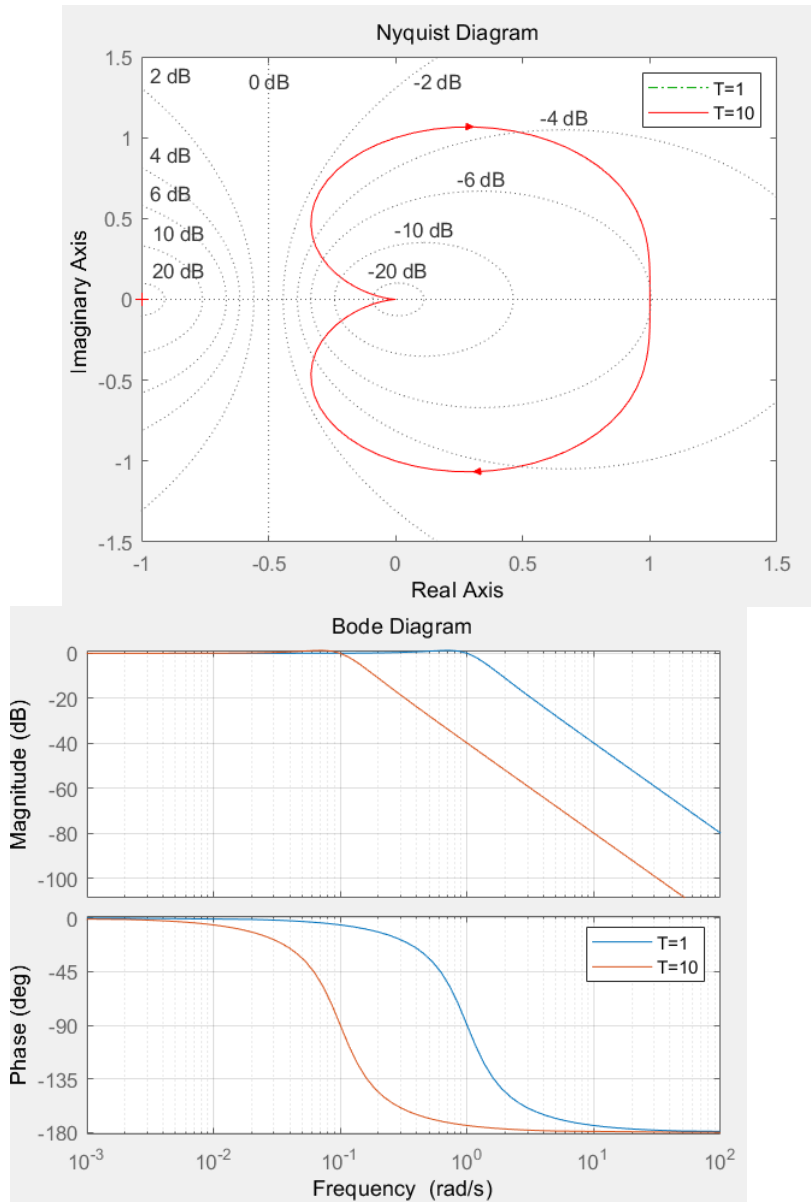 Nyquist Diagram
1.5
1
0.5
0
-0.5
-1
-1.5
Imaginary Axis
2 dB
0 dB
-2 dB
-4 dB
4 dB
6 dB
-6 dB
10 dB
-10 dB
20 dB
-20 dB
T=1
T=10
-1
-0.5
0
0.5
1
1.5
Real Axis
Bode Diagram
Magnitude (dB)
0
-20
-40
-60
-80
-100
Phase (deg)
0
-45
-90
-135
-180
T=1
T=10
10^-3
10^-2
10^-1
10^0
10^1
10^2
Frequency (rad/s)